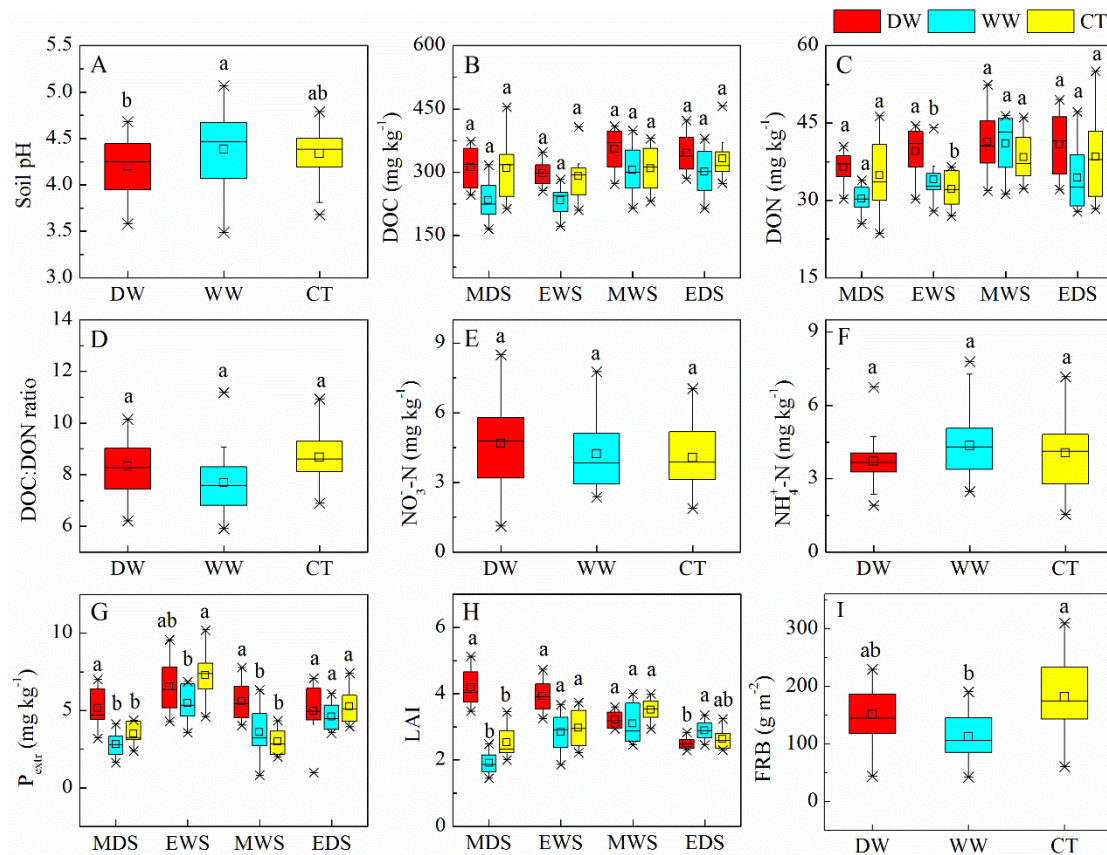 DW WW CT
A
b a ab
Soil pH
5.5
5.0
4.5
4.0
3.5
3.0
DW WW CT
B
a a a a a a a a a a a a
DOC (mg kg⁻¹)
600
450
300
150
MDS EWS MWS EDS
C
a a a a b b a a a a a a
DON (mg kg⁻¹)
60
45
30
15
MDS EWS MWS EDS
D
a a a
DOC:DON ratio
14
12
10
8
6
DW WW CT
E
a a a
NO₃⁻-N (mg kg⁻¹)
9
6
3
0
DW WW CT
F
a a a
NH₄⁺-N (mg kg⁻¹)
9
6
3
0
DW WW CT
G
a b b ab b a a b b a a a
Pextr (mg kg⁻¹)
10
5
0
MDS EWS MWS EDS
H
a b b a a a a a a b a ab
LAI
6
4
2
0
MDS EWS MWS EDS
I
ab b a
FRB (g m⁻²)
300
200
100
0
DW WW CT